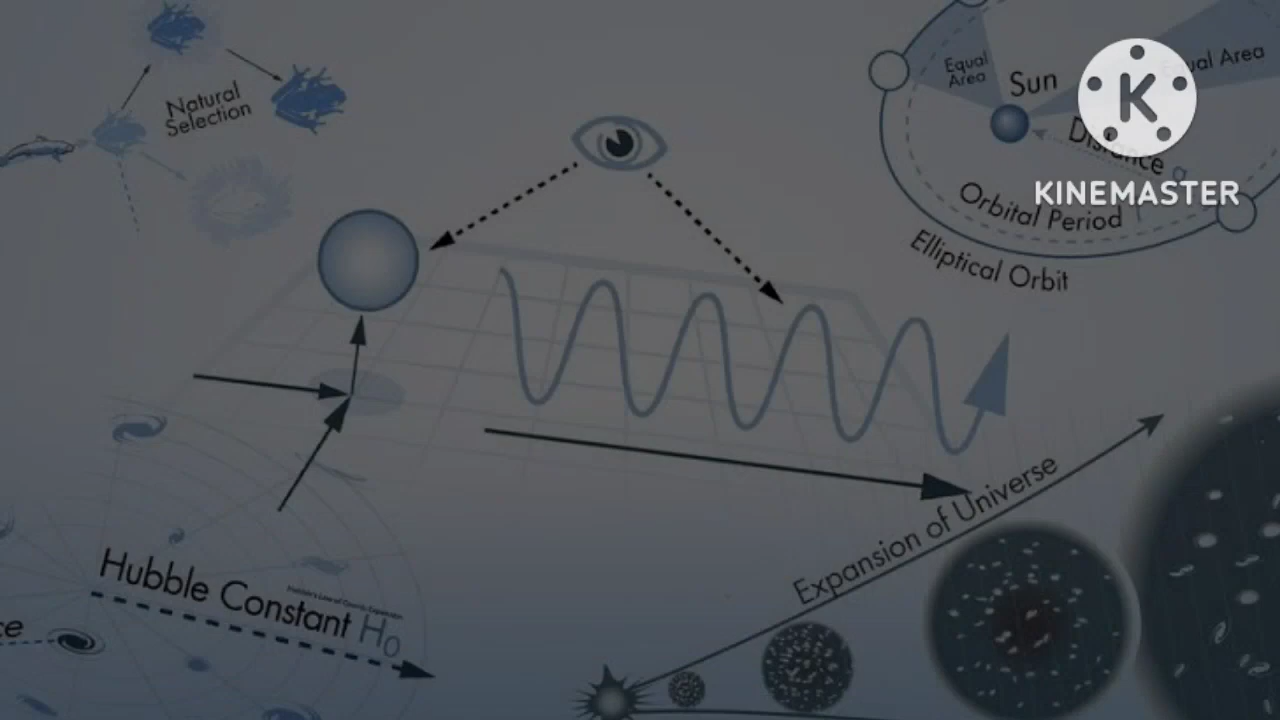 Natural
Selection
Equal
Area
Sun
Equal Area
Distance a
Orbital Period
Elliptical Orbit
KINEMASTER
Expansion of Universe
Hubble Constant H0